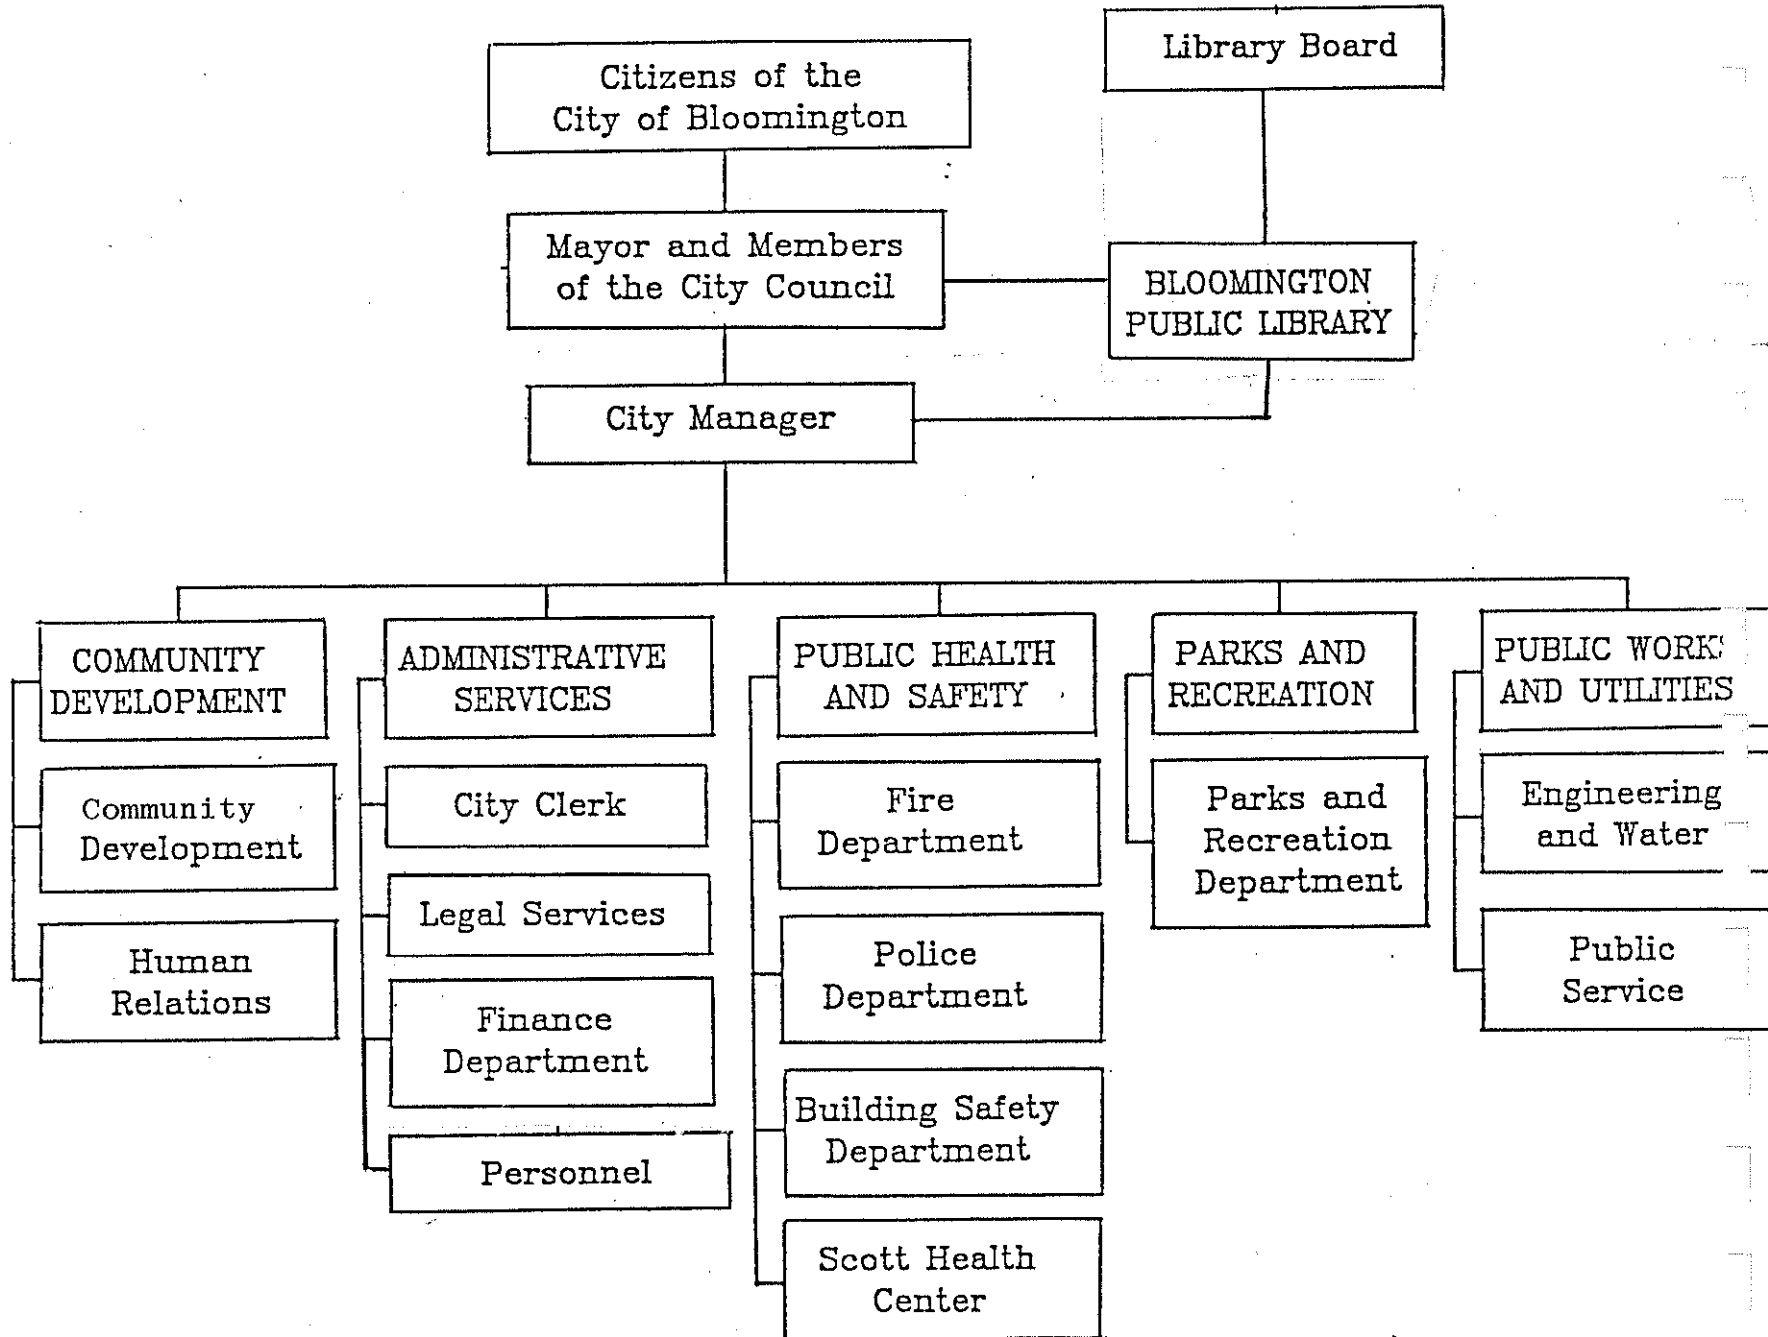 Library Board
Citizens of the
City of Bloomington
Mayor and Members
of the City Council
BLOOMINGTON
PUBLIC LIBRARY
City Manager
COMMUNITY
DEVELOPMENT
Community
Development
Human
Relations
ADMINISTRATIVE
SERVICES
City Clerk
Legal Services
Finance
Department
Personnel
PUBLIC HEALTH
AND SAFETY
Fire
Department
Police
Department
Building Safety
Department
Scott Health
Center
PARKS AND
RECREATION
Parks and
Recreation
Department
PUBLIC WORKS
AND UTILITIES
Engineering
and Water
Public
Service